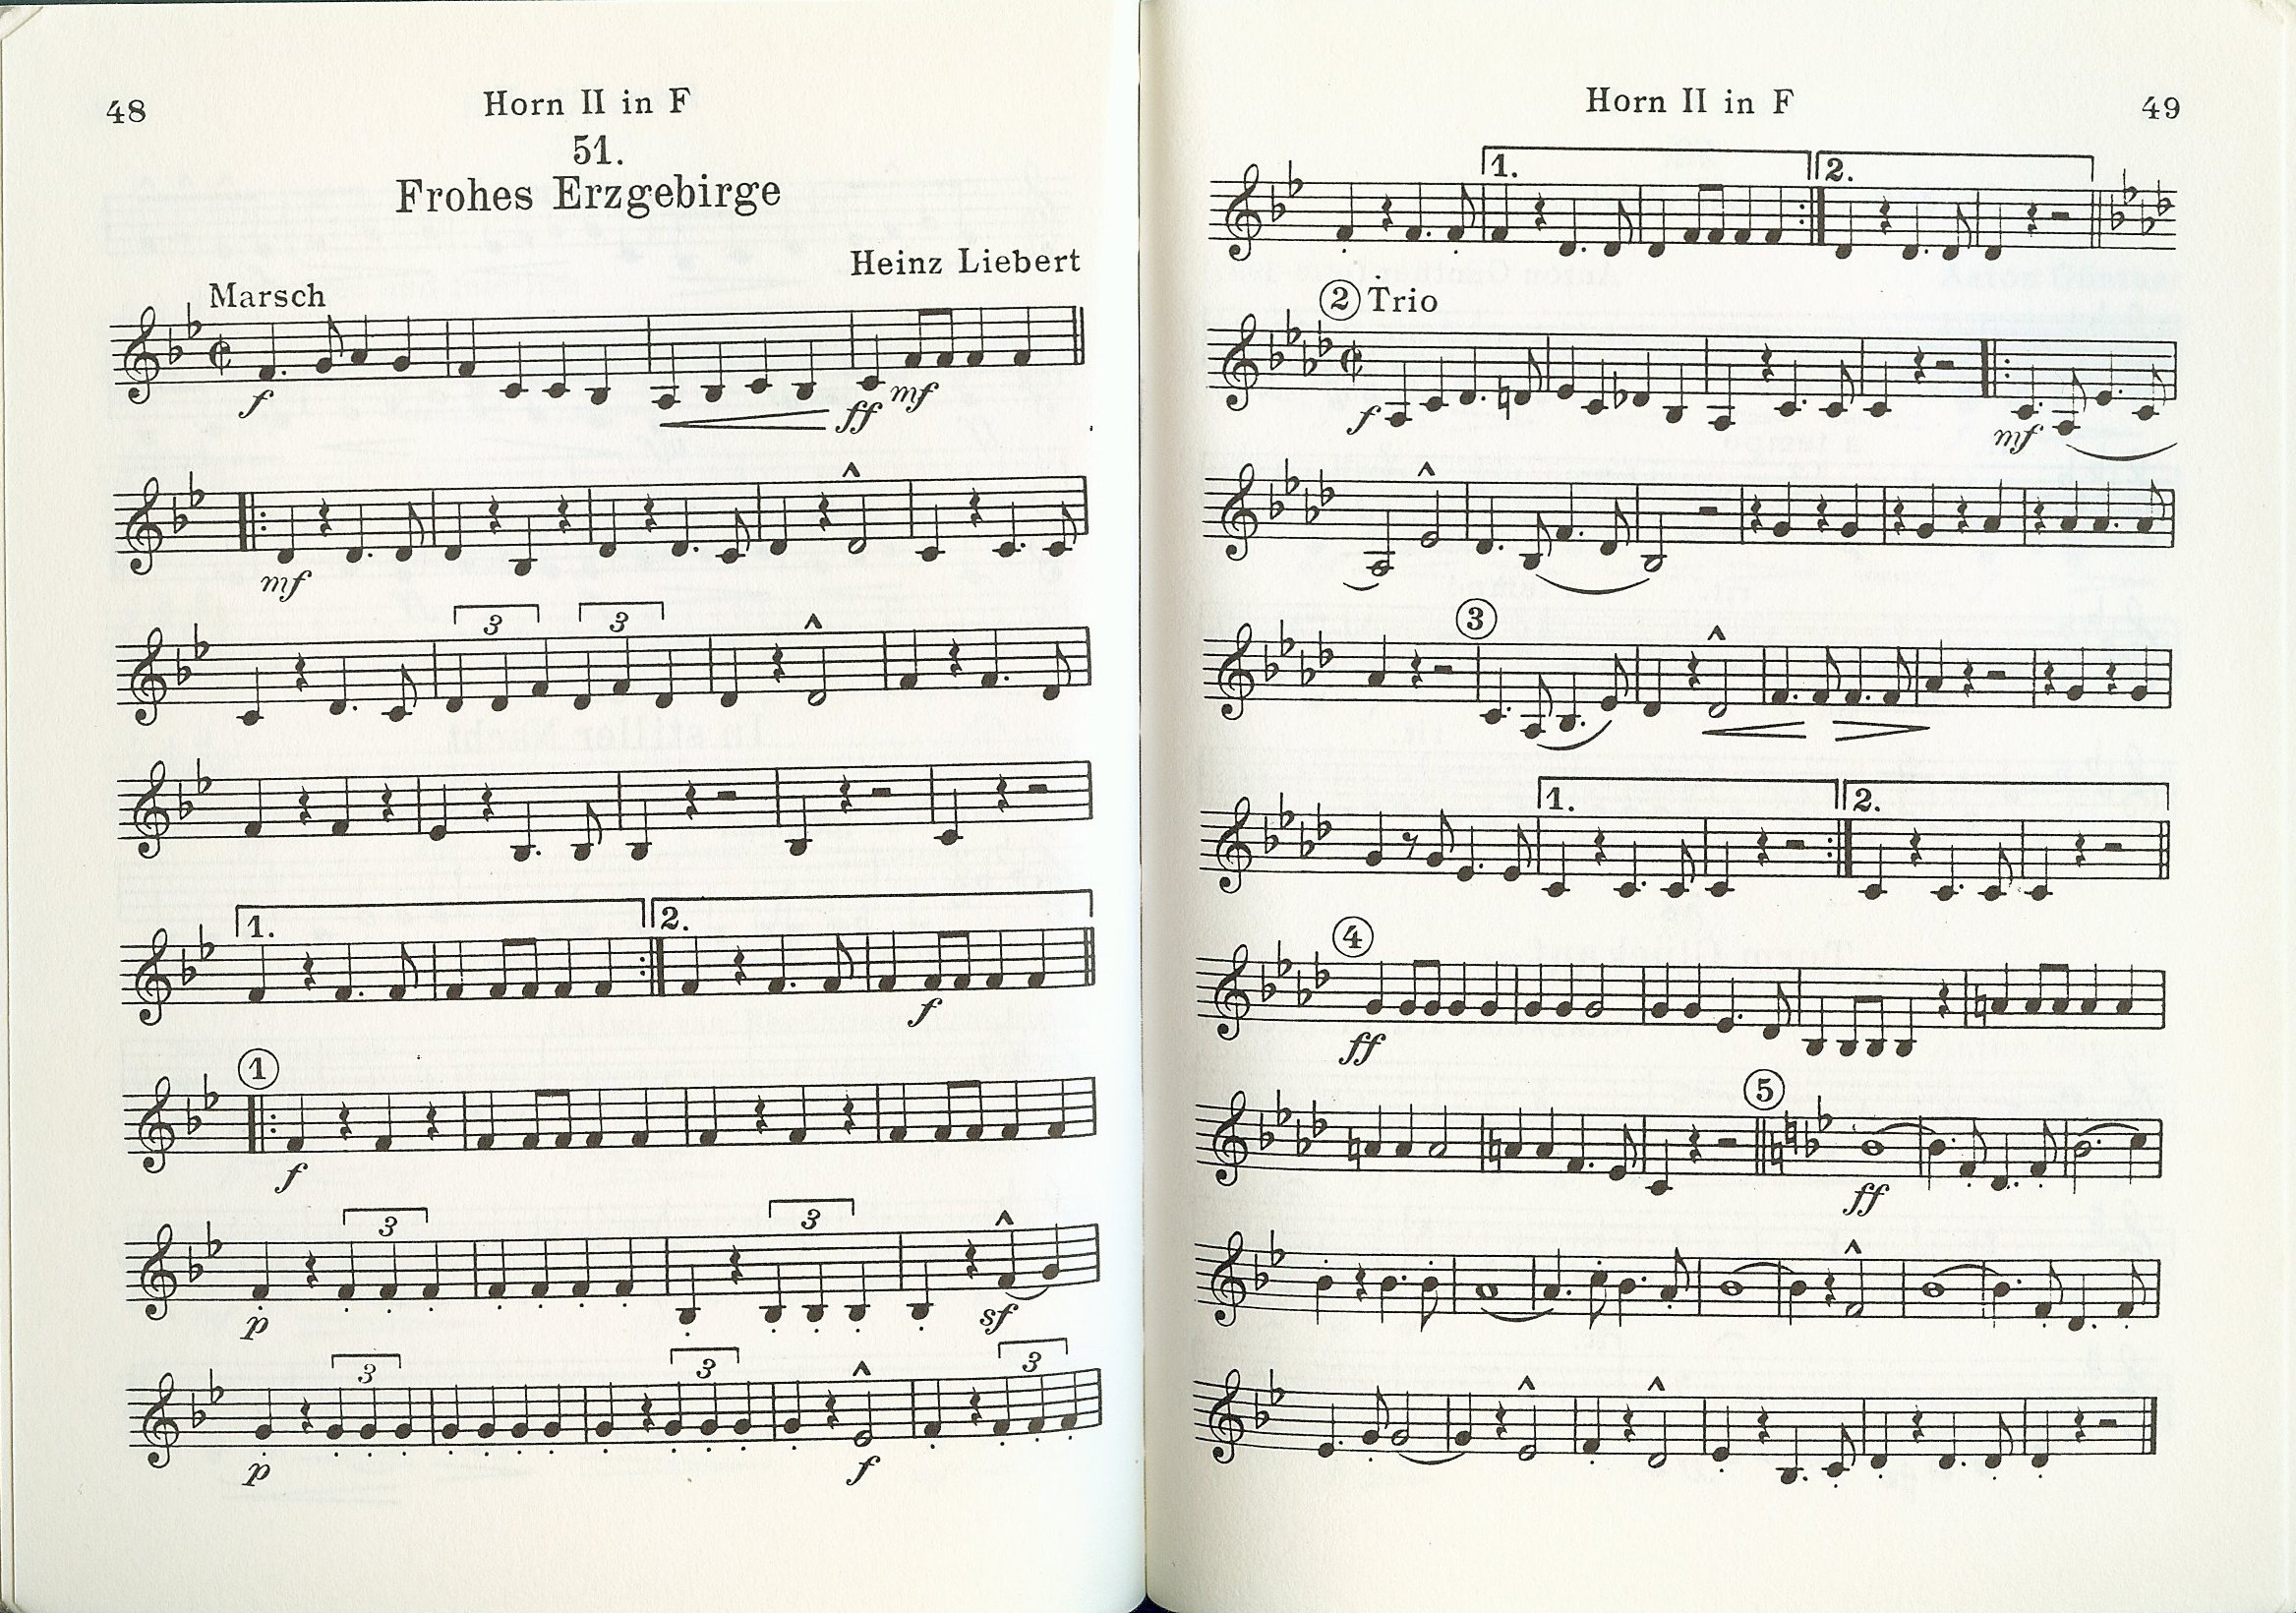 48
Horn II in F
51.
Frohes Erzgebirge
Heinz Liebert
Marsch
f
ff mf
mf
3 3
1. 2.
f
1
f
3 3
p sf
3 3 3
p f
Horn II in F
49
1. 2.
2 Trio
f mf
3
1. 2.
4
ff
5
ff